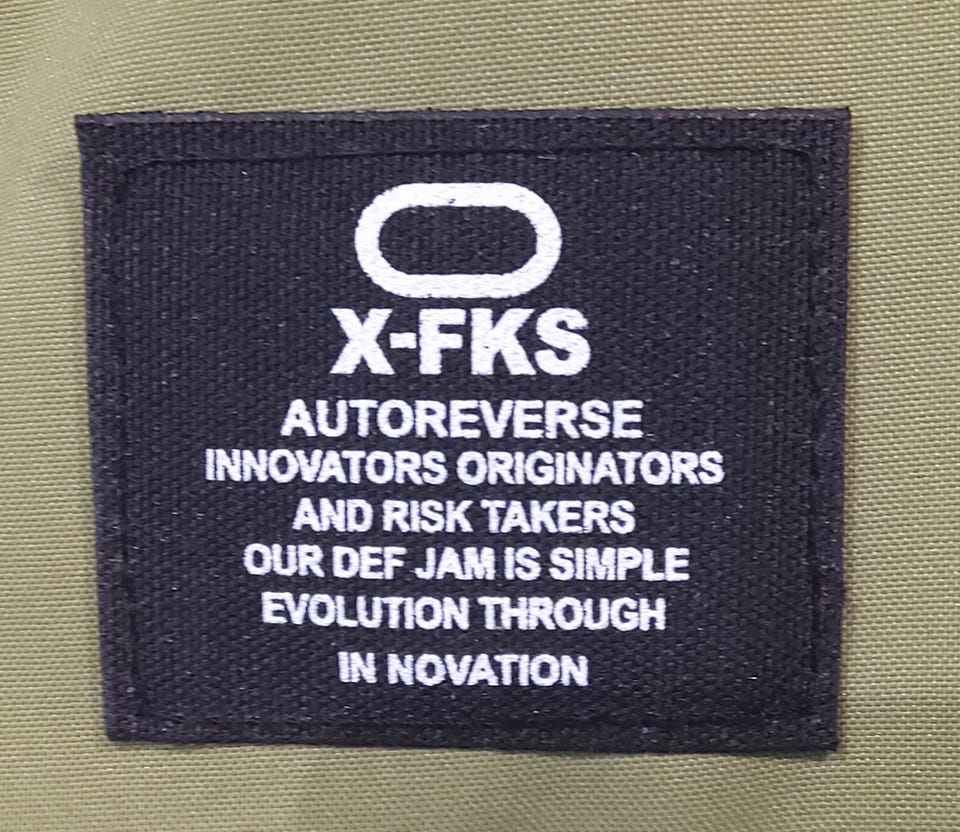 X-FKS
AUTOREVERSE
INNOVATORS ORIGINATORS
AND RISK TAKERS
OUR DEF JAM IS SIMPLE
EVOLUTION THROUGH
IN NOVATION